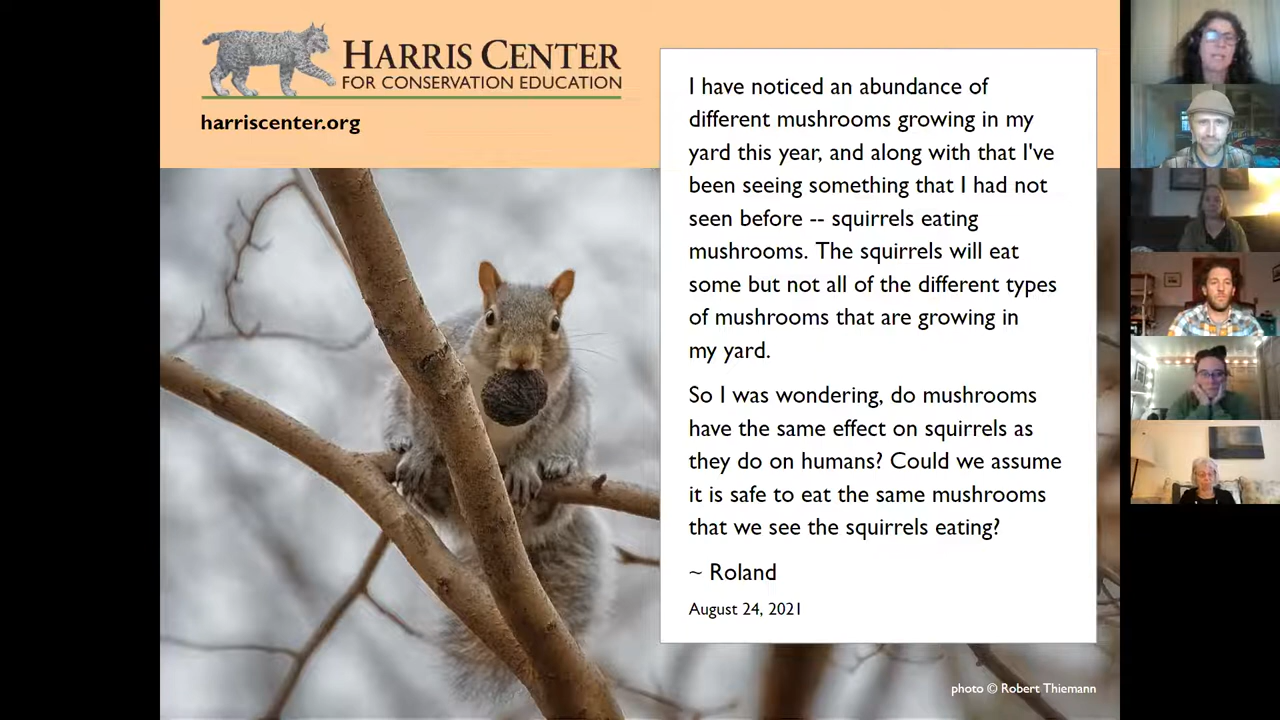 HARRIS CENTER
FOR CONSERVATION EDUCATION
harriscenter.org
I have noticed an abundance of
different mushrooms growing in my
yard this year, and along with that I've
been seeing something that I had not
seen before -- squirrels eating
mushrooms. The squirrels will eat
some but not all of the different types
of mushrooms that are growing in
my yard.
So I was wondering, do mushrooms
have the same effect on squirrels as
they do on humans? Could we assume
it is safe to eat the same mushrooms
that we see the squirrels eating?
~ Roland
August 24, 2021
photo © Robert Thiemann